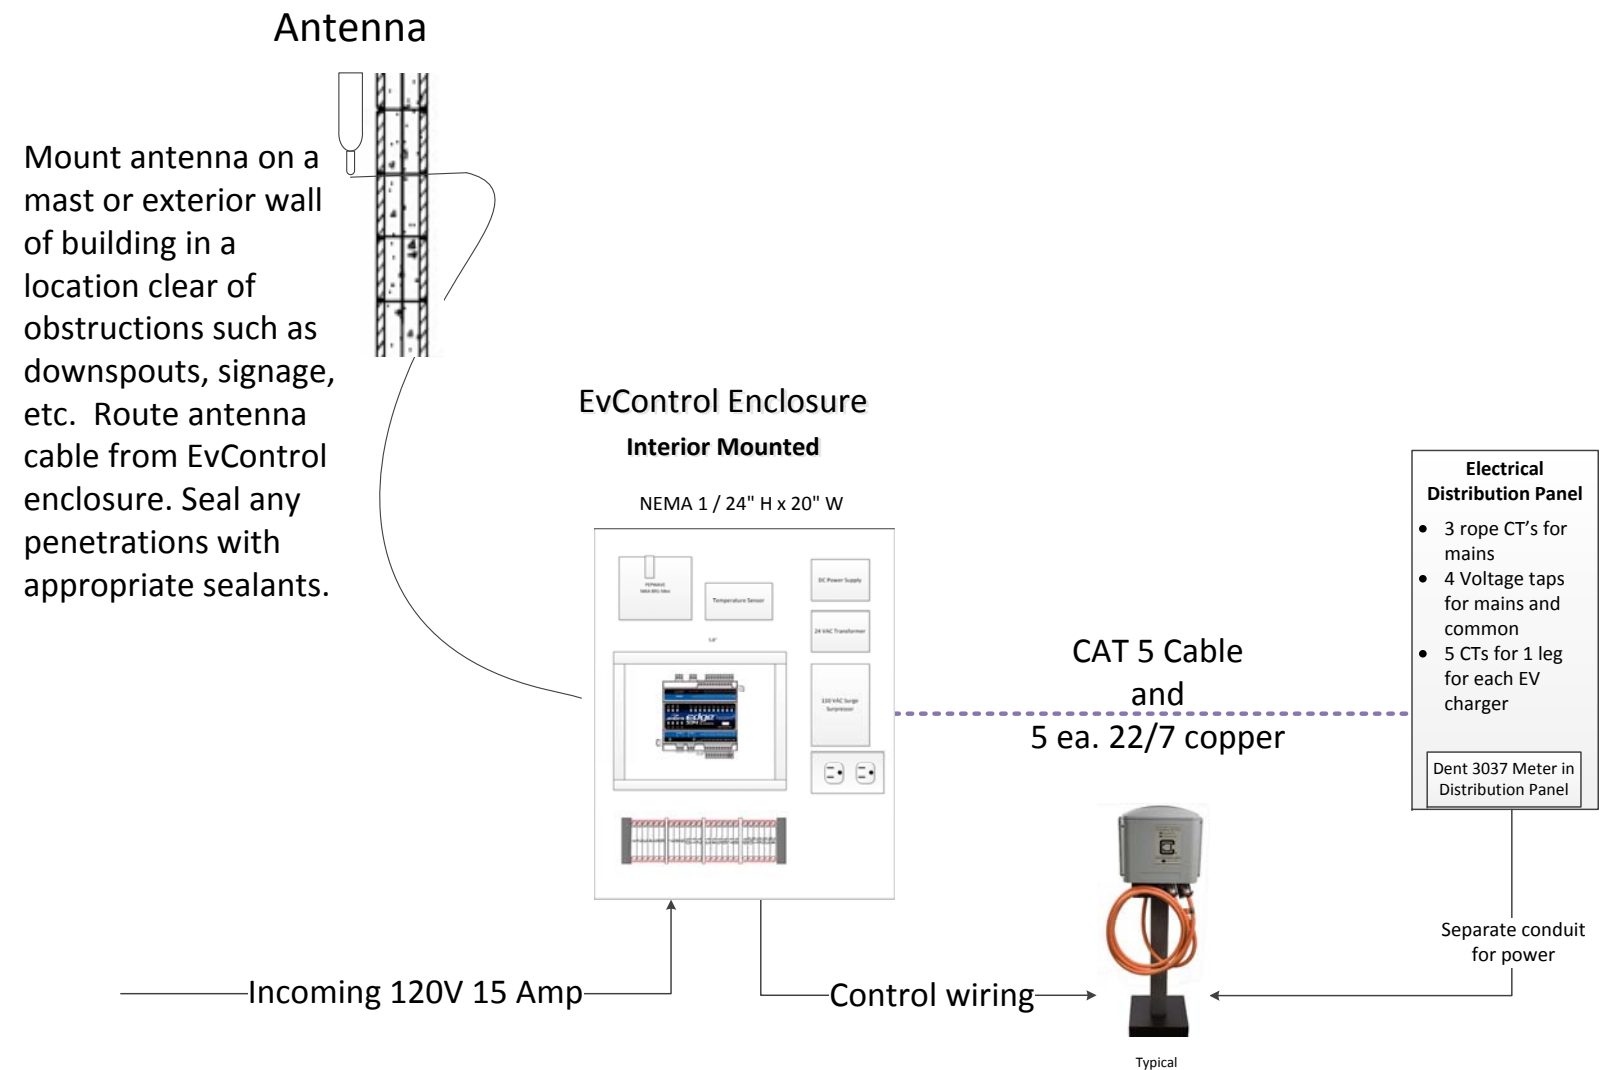 Antenna
Mount antenna on a
mast or exterior wall
of building in a
location clear of
obstructions such as
downspouts, signage,
etc. Route antenna
cable from EvControl
enclosure. Seal any
penetrations with
appropriate sealants.
EvControl Enclosure
Interior Mounted
NEMA 1 / 24" H x 20" W
PEPWAVE
Temperature Sensor
DC Power Supply
24 VAC Transformer
VAC Surge
edge
CAT 5 Cable
and
5 ea. 22/7 copper
Electrical
Distribution Panel
• 3 rope CT’s for
mains
• 4 Voltage taps
for mains and
common
• 5 CTs for 1 leg
for each EV
charger
Dent 3037 Meter in
Distribution Panel
Separate conduit
for power
Incoming 120V 15 Amp
Control wiring
Typical